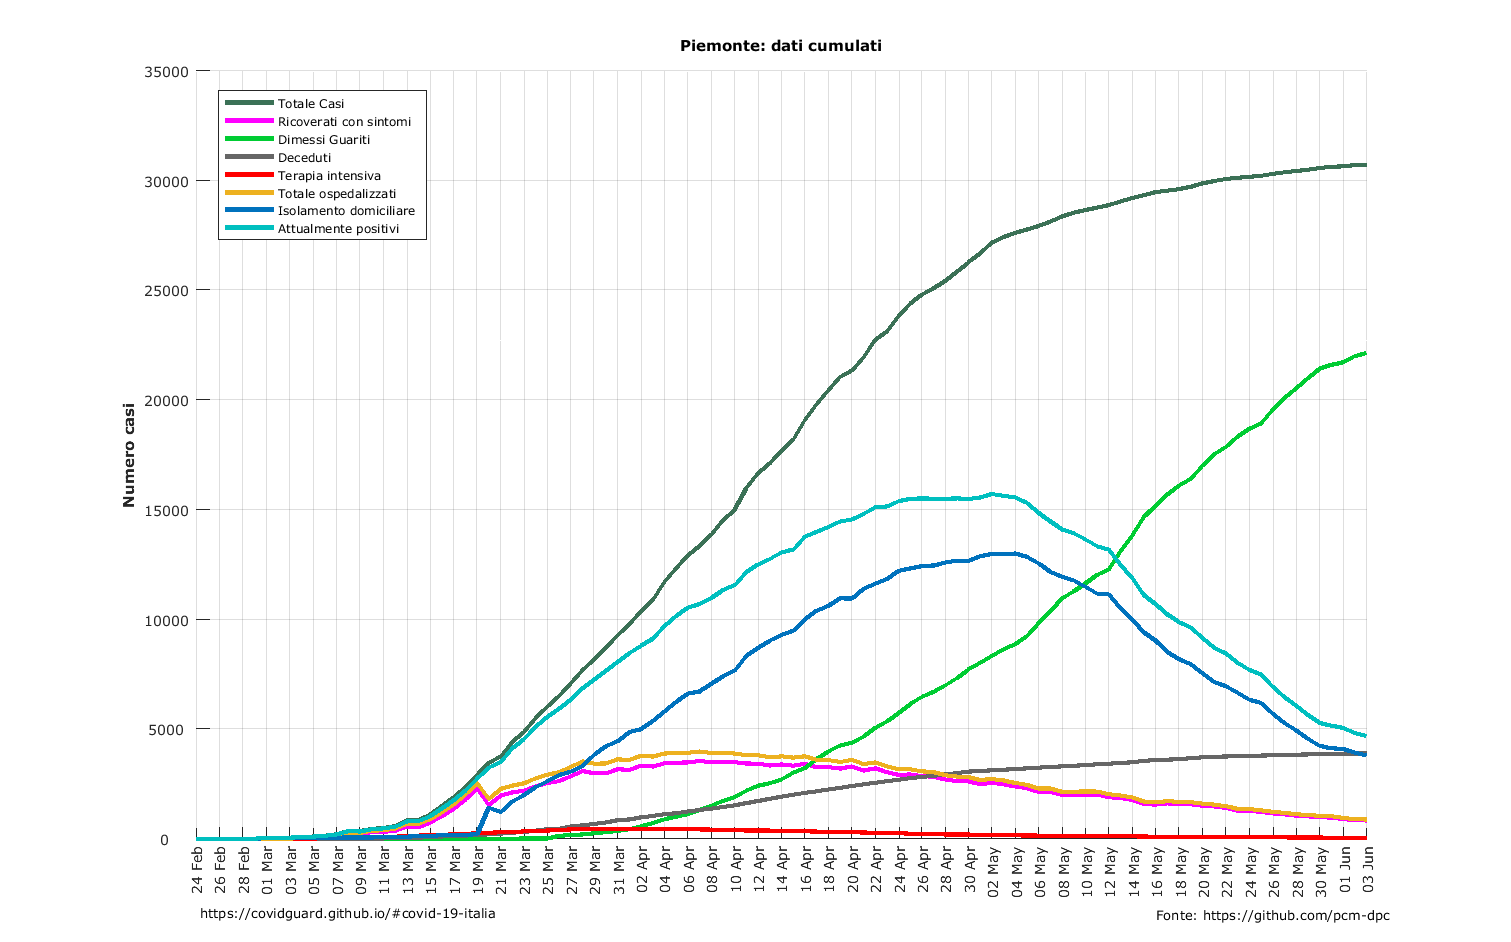 Piemonte: dati cumulati
35000
30000
25000
20000
15000
10000
5000
0
Numero casi
Totale Casi
Ricoverati con sintomi
Dimessi Guariti
Deceduti
Terapia intensiva
Totale ospedalizzati
Isolamento domiciliare
Attualmente positivi
24 Feb
26 Feb
28 Feb
01 Mar
03 Mar
05 Mar
07 Mar
09 Mar
11 Mar
13 Mar
15 Mar
17 Mar
19 Mar
21 Mar
23 Mar
25 Mar
27 Mar
29 Mar
31 Mar
02 Apr
04 Apr
06 Apr
08 Apr
10 Apr
12 Apr
14 Apr
16 Apr
18 Apr
20 Apr
22 Apr
24 Apr
26 Apr
28 Apr
30 Apr
02 May
04 May
06 May
08 May
10 May
12 May
14 May
16 May
18 May
20 May
22 May
24 May
26 May
28 May
30 May
01 Jun
03 Jun
https://covidguard.github.io/#covid-19-italia
Fonte: https://github.com/pcm-dpc